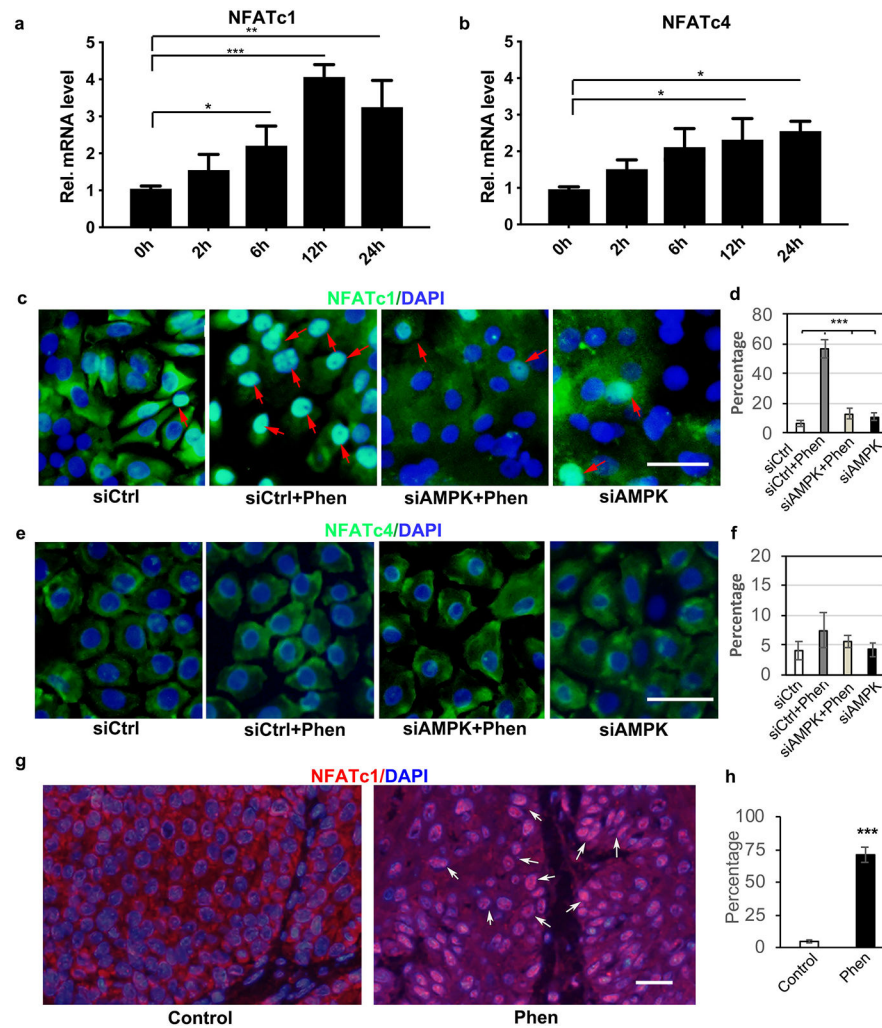 a
NFATc1
Rel. mRNA level
5
4
3
2
1
0
**
***
*
0h
2h
6h
12h
24h
b
NFATc4
Rel. mRNA level
5
4
3
2
1
0
*
*
0h
2h
6h
12h
24h
c
NFATc1/DAPI
siCtrl
siCtrl+Phen
siAMPK+Phen
siAMPK
d
Percentage
80
60
40
20
0
***
siCtrl
siCtrl+Phen
siAMPK+Phen
siAMPK
e
NFATc4/DAPI
siCtrl
siCtrl+Phen
siAMPK+Phen
siAMPK
f
Percentage
20
15
10
5
0
siCtrl
siCtrl+Phen
siAMPK+Phen
siAMPK
g
NFATc1/DAPI
Control
Phen
h
Percentage
100
75
50
25
0
***
Control
Phen